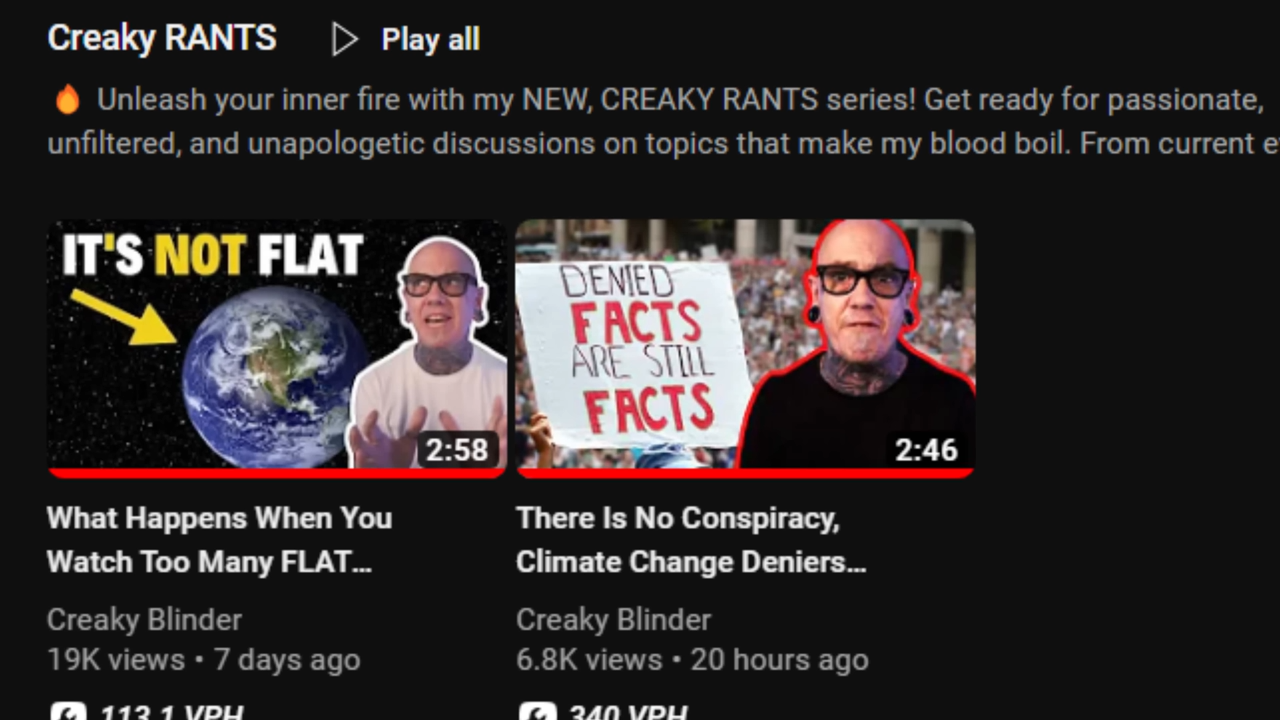 Creaky RANTS
Play all
🔥 Unleash your inner fire with my NEW, CREAKY RANTS series! Get ready for passionate,
unfiltered, and unapologetic discussions on topics that make my blood boil. From current e
IT'S NOT FLAT
2:58
DENIED
FACTS
ARE STILL
FACTS
2:46
What Happens When You
Watch Too Many FLAT...
Creaky Blinder
19K views • 7 days ago
113.1 VPH
There Is No Conspiracy,
Climate Change Deniers...
Creaky Blinder
6.8K views • 20 hours ago
340 VPH